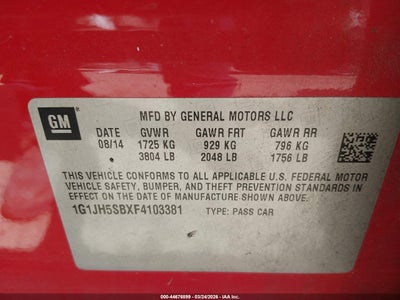 GM
MFD BY GENERAL MOTORS LLC
DATE GVWR GAWR FRT GAWR RR
08/14 1725 KG 929 KG 796 KG
3804 LB 2048 LB 1756 LB
THIS VEHICLE CONFORMS TO ALL APPLICABLE U.S. FEDERAL MOTOR
VEHICLE SAFETY, BUMPER, AND THEFT PREVENTION STANDARDS IN
EFFECT ON THE DATE OF MANUFACTURE SHOWN ABOVE.
1G1JH5SBXF4103381 TYPE: PASS CAR
000-44676899 - 03/24/2026 - IAA, Inc.